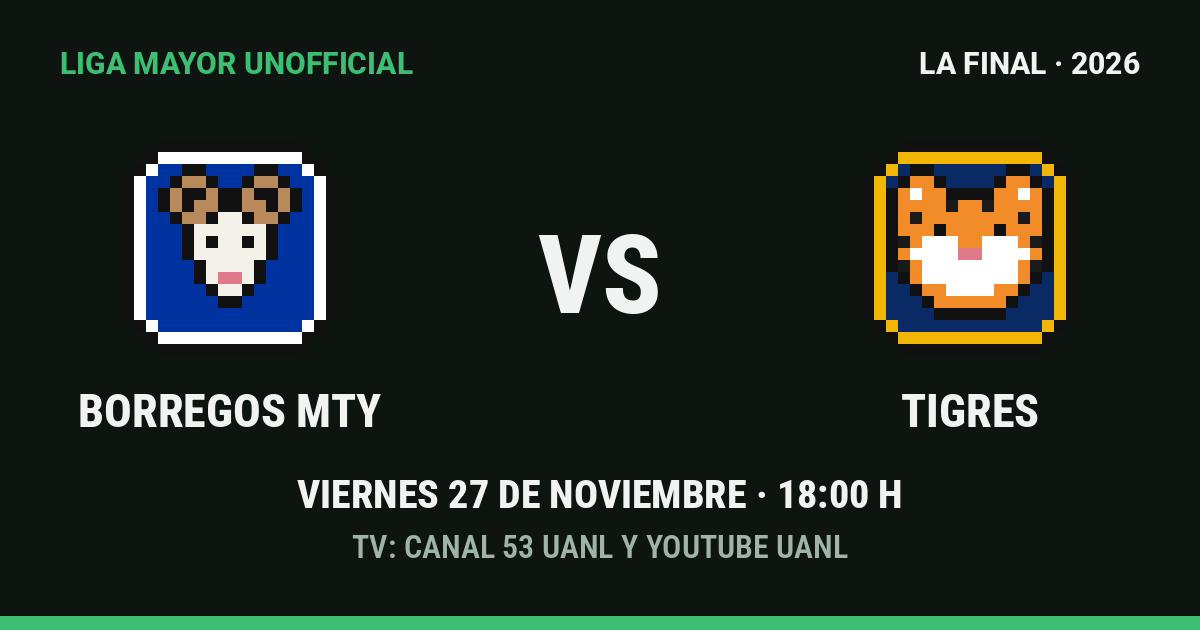 LIGA MAYOR UNOFFICIAL
LA FINAL · 2026
VS
BORREGOS MTY
TIGRES
VIERNES 27 DE NOVIEMBRE · 18:00 H
TV: CANAL 53 UANL Y YOUTUBE UANL